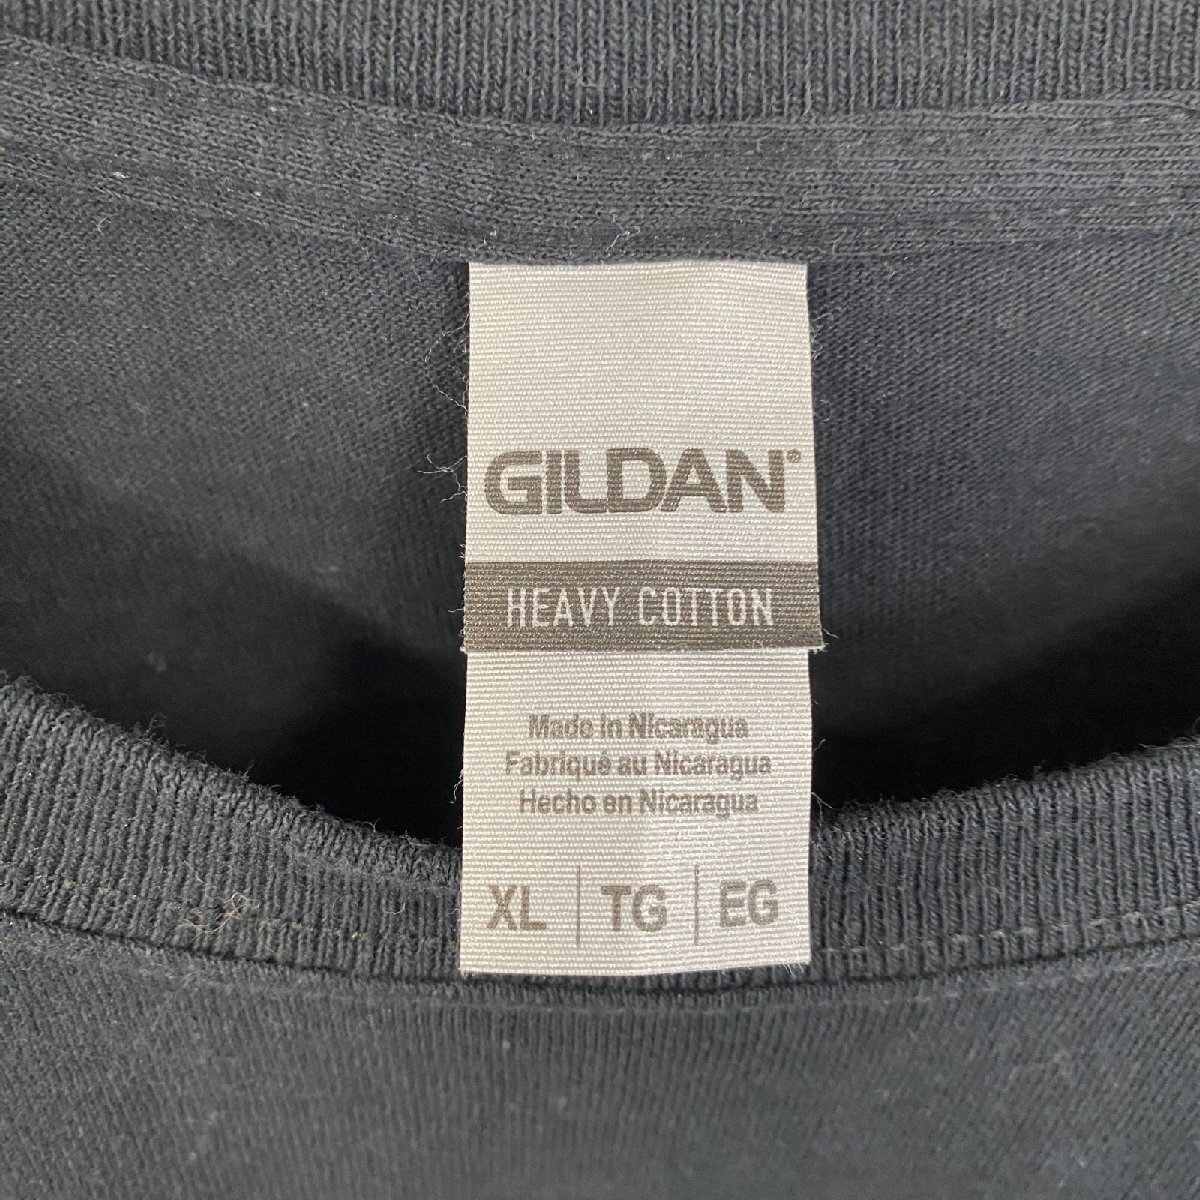 GILDAN®
HEAVY COTTON
Made in Nicaragua
Fabriqué au Nicaragua
Hecho en Nicaragua
XL | TG | EG